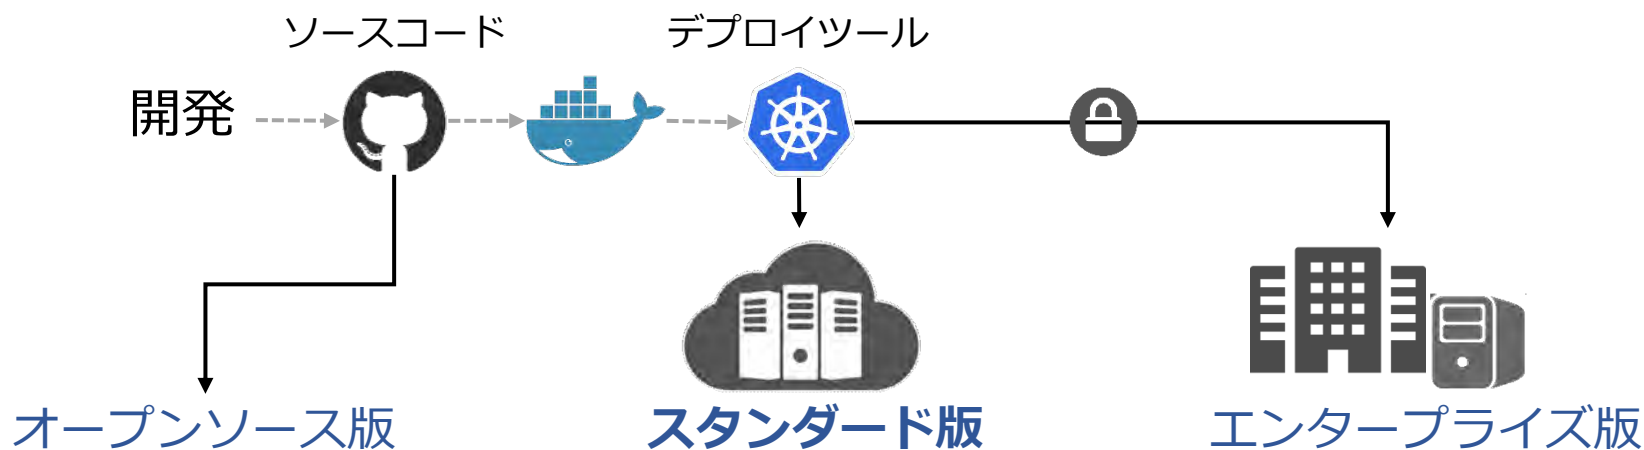 ソースコード
デプロイツール
開発
オープンソース版
スタンダード版
エンタープライズ版